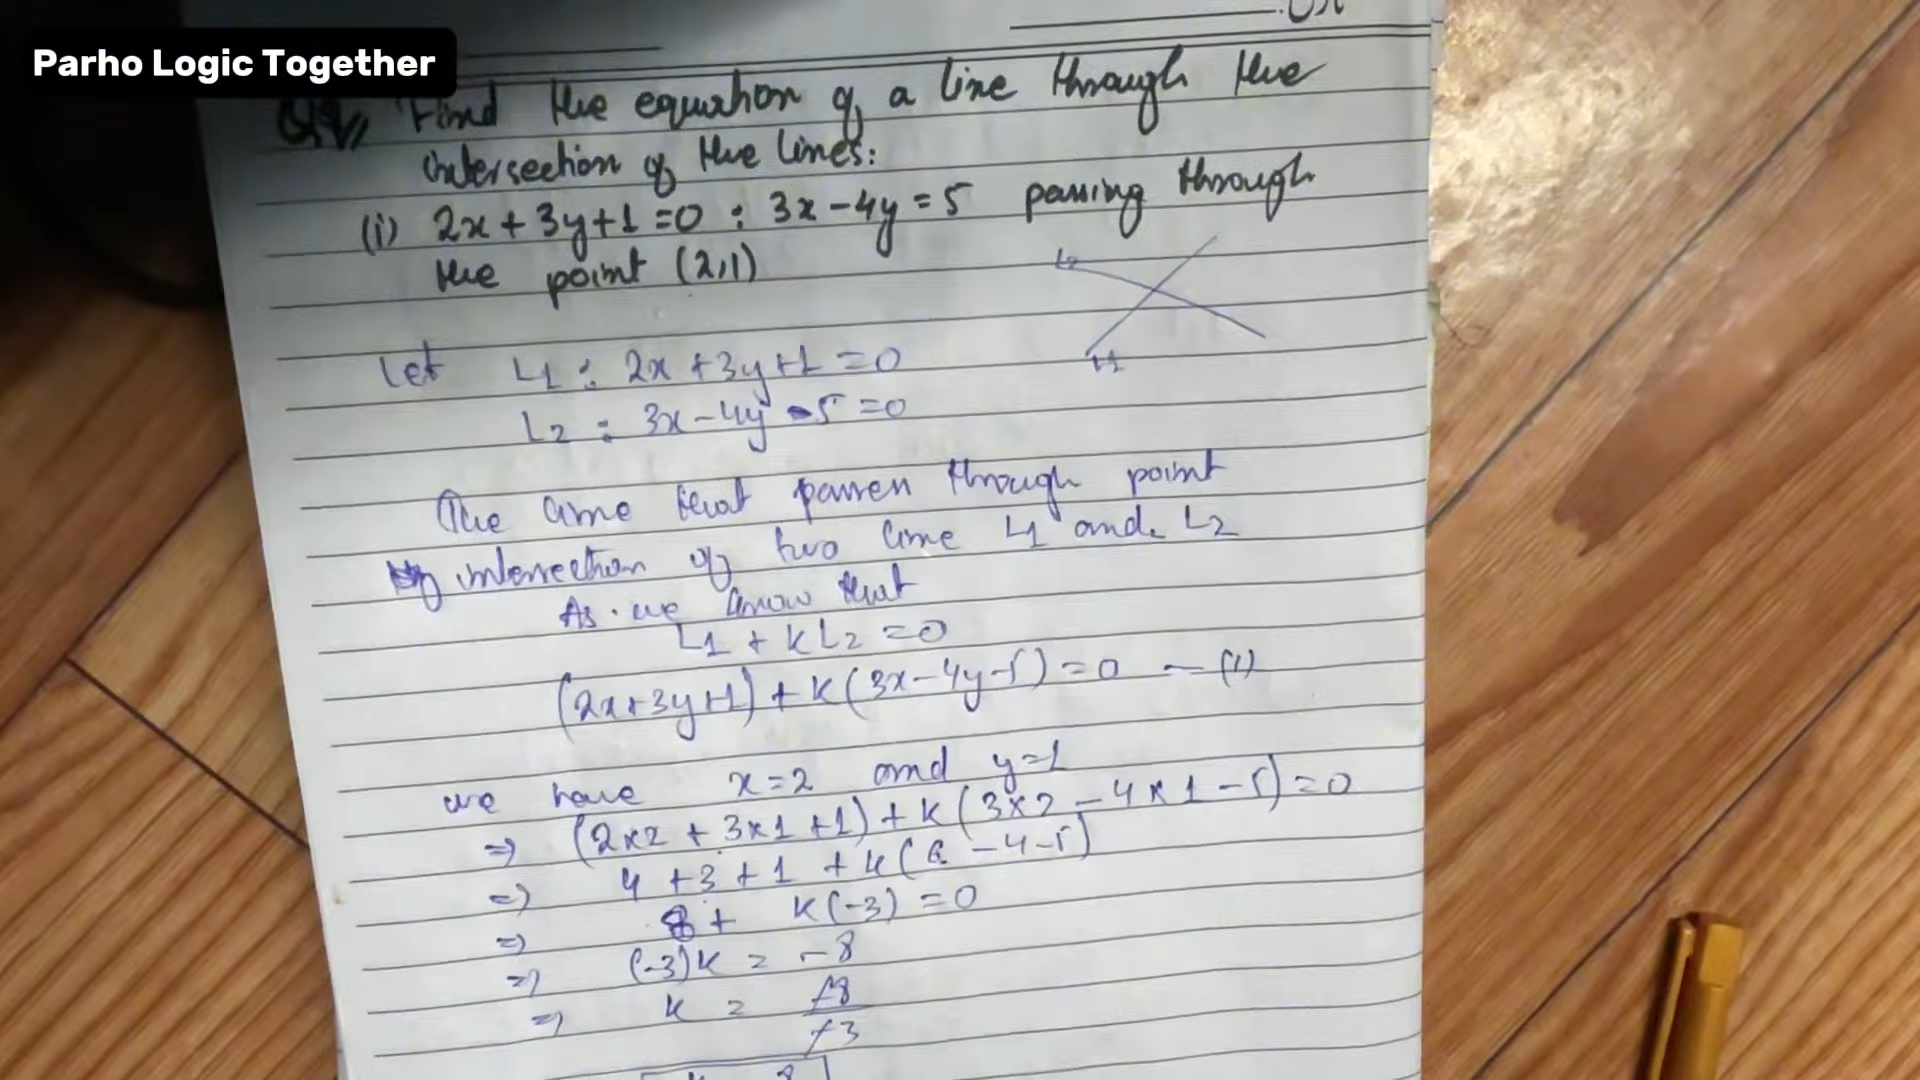 Parho Logic Together
Find the equation of a line through the
intersection of the lines:
(i) 2x + 3y + 1 = 0 ; 3x - 4y = 5 passing through
the point (2,1)
L2
L1
Let L1 : 2x + 3y + 1 = 0
L2 : 3x - 4y - 5 = 0
The line that passes through point
intersection of two line L1 and L2
As we know that
L1 + kL2 = 0
(2x+3y+1) + k(3x-4y-5) = 0 — (1)
we have x = 2 and y = 1
=> (2×2 + 3×1 + 1) + k(3×2 - 4×1 - 5) = 0
=> 4 + 3 + 1 + k(6 - 4 - 5)
=> 8 + k(-3) = 0
=> (-3)k = -8
=> k = -8
-3